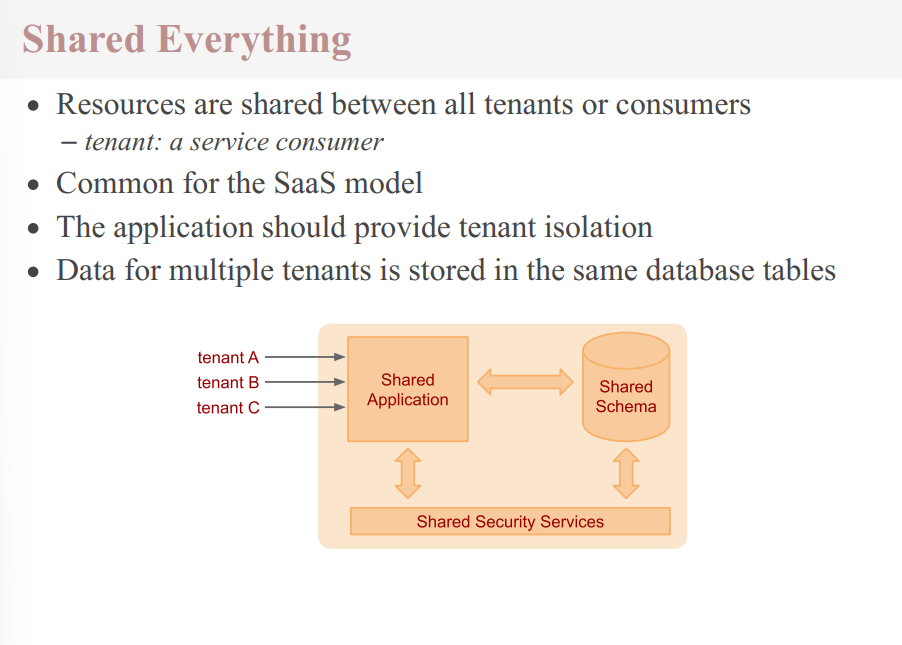 Shared Everything
• Resources are shared between all tenants or consumers
– tenant: a service consumer
• Common for the SaaS model
• The application should provide tenant isolation
• Data for multiple tenants is stored in the same database tables
tenant A
tenant B
tenant C
Shared
Application
Shared
Schema
Shared Security Services